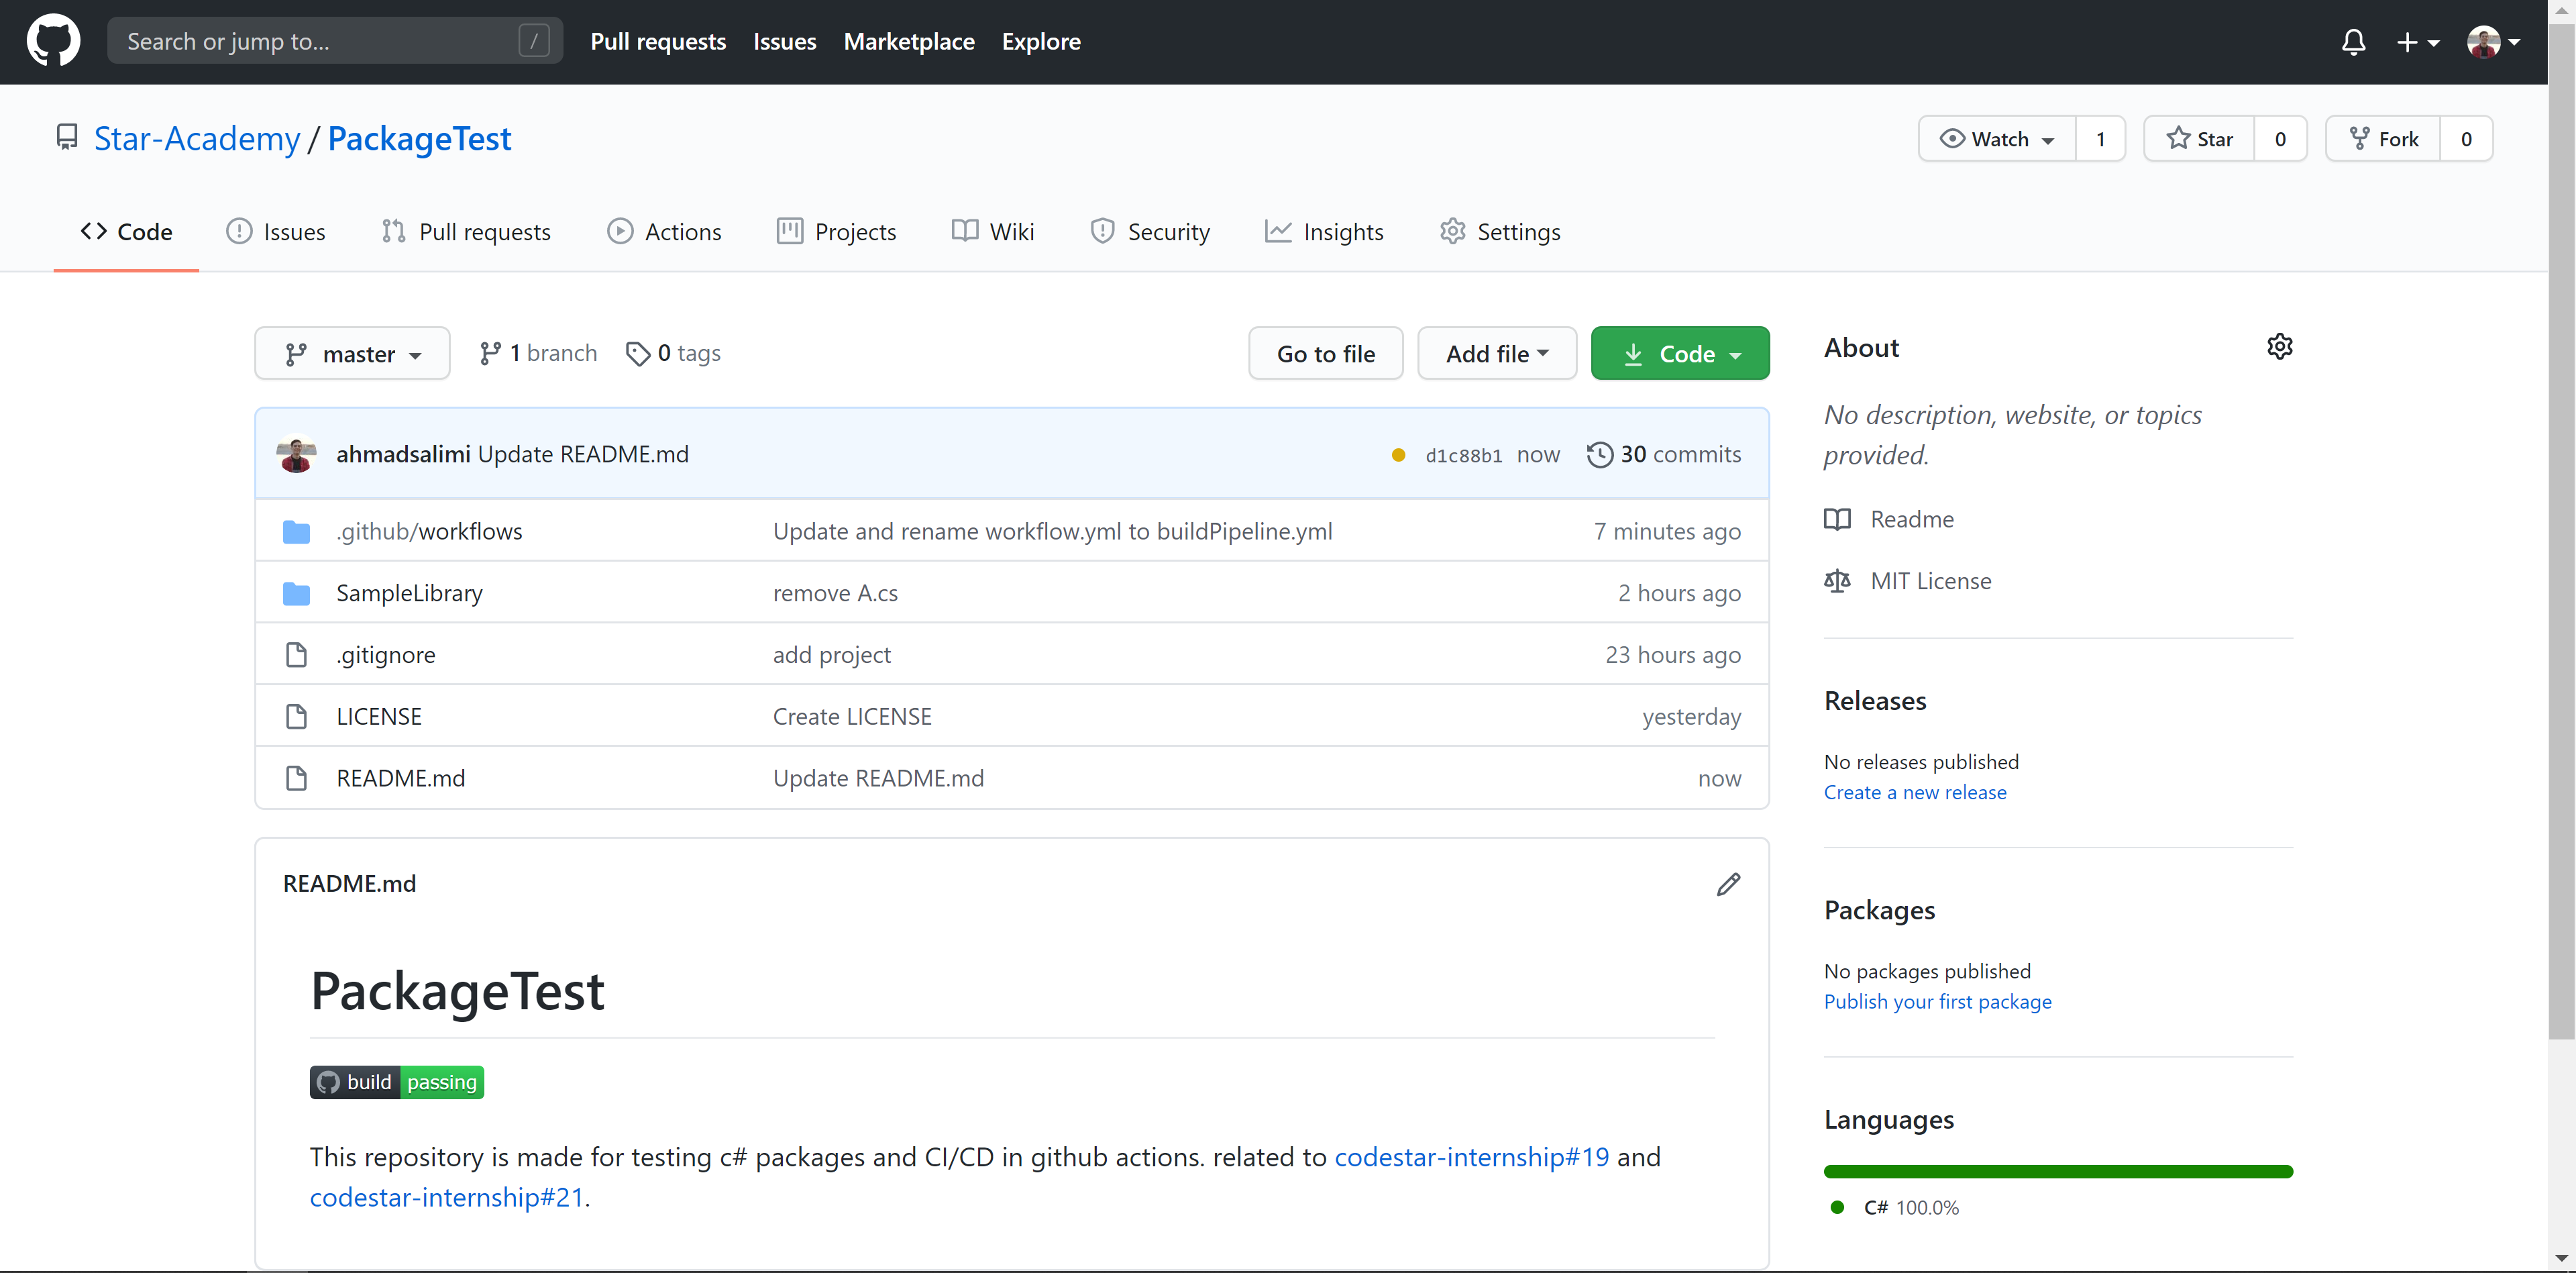 Search or jump to... /
Pull requests Issues Marketplace Explore
Star-Academy / PackageTest
Watch 1 Star 0 Fork 0
Code Issues Pull requests Actions Projects Wiki Security Insights Settings
master 1 branch 0 tags Go to file Add file Code
ahmadsalimi Update README.md d1c88b1 now 30 commits
.github/workflows Update and rename workflow.yml to buildPipeline.yml 7 minutes ago
SampleLibrary remove A.cs 2 hours ago
.gitignore add project 23 hours ago
LICENSE Create LICENSE yesterday
README.md Update README.md now
README.md
PackageTest
build passing
This repository is made for testing c# packages and CI/CD in github actions. related to codestar-internship#19 and
codestar-internship#21.
About
No description, website, or topics
provided.
Readme
MIT License
Releases
No releases published
Create a new release
Packages
No packages published
Publish your first package
Languages
C# 100.0%